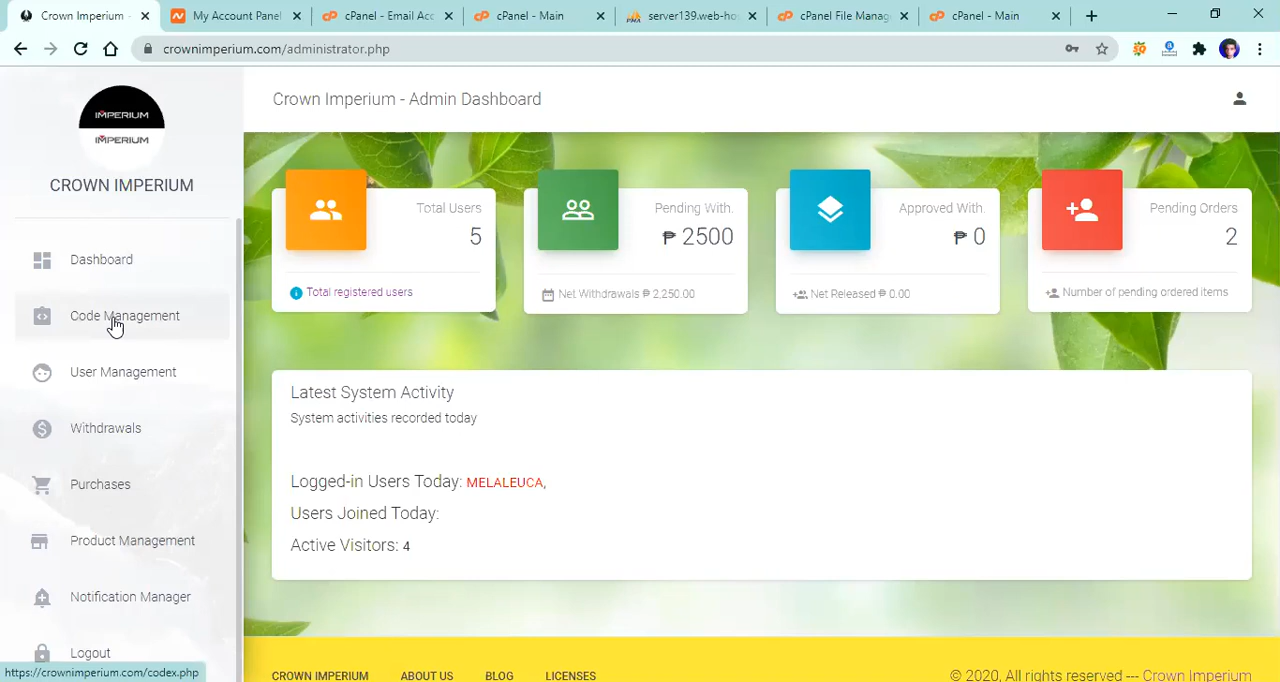 Crown Imperium -
My Account Panel
cPanel - Email Acc
cPanel - Main
server139.web-ho
cPanel File Manag
cPanel - Main
crownimperium.com/administrator.php
IMPERIUM
IMPERIUM
CROWN IMPERIUM
Dashboard
Code Management
User Management
Withdrawals
Purchases
Product Management
Notification Manager
Logout
https://crownimperium.com/codex.php
Crown Imperium - Admin Dashboard
Total Users
5
Total registered users
Pending With.
₱ 2500
Net Withdrawals ₱ 2,250.00
Approved With.
₱ 0
Net Released ₱ 0.00
Pending Orders
2
Number of pending ordered items
Latest System Activity
System activities recorded today
Logged-in Users Today: MELALEUCA,
Users Joined Today:
Active Visitors: 4
CROWN IMPERIUM ABOUT US BLOG LICENSES
© 2020, All rights reserved --- Crown Imperium